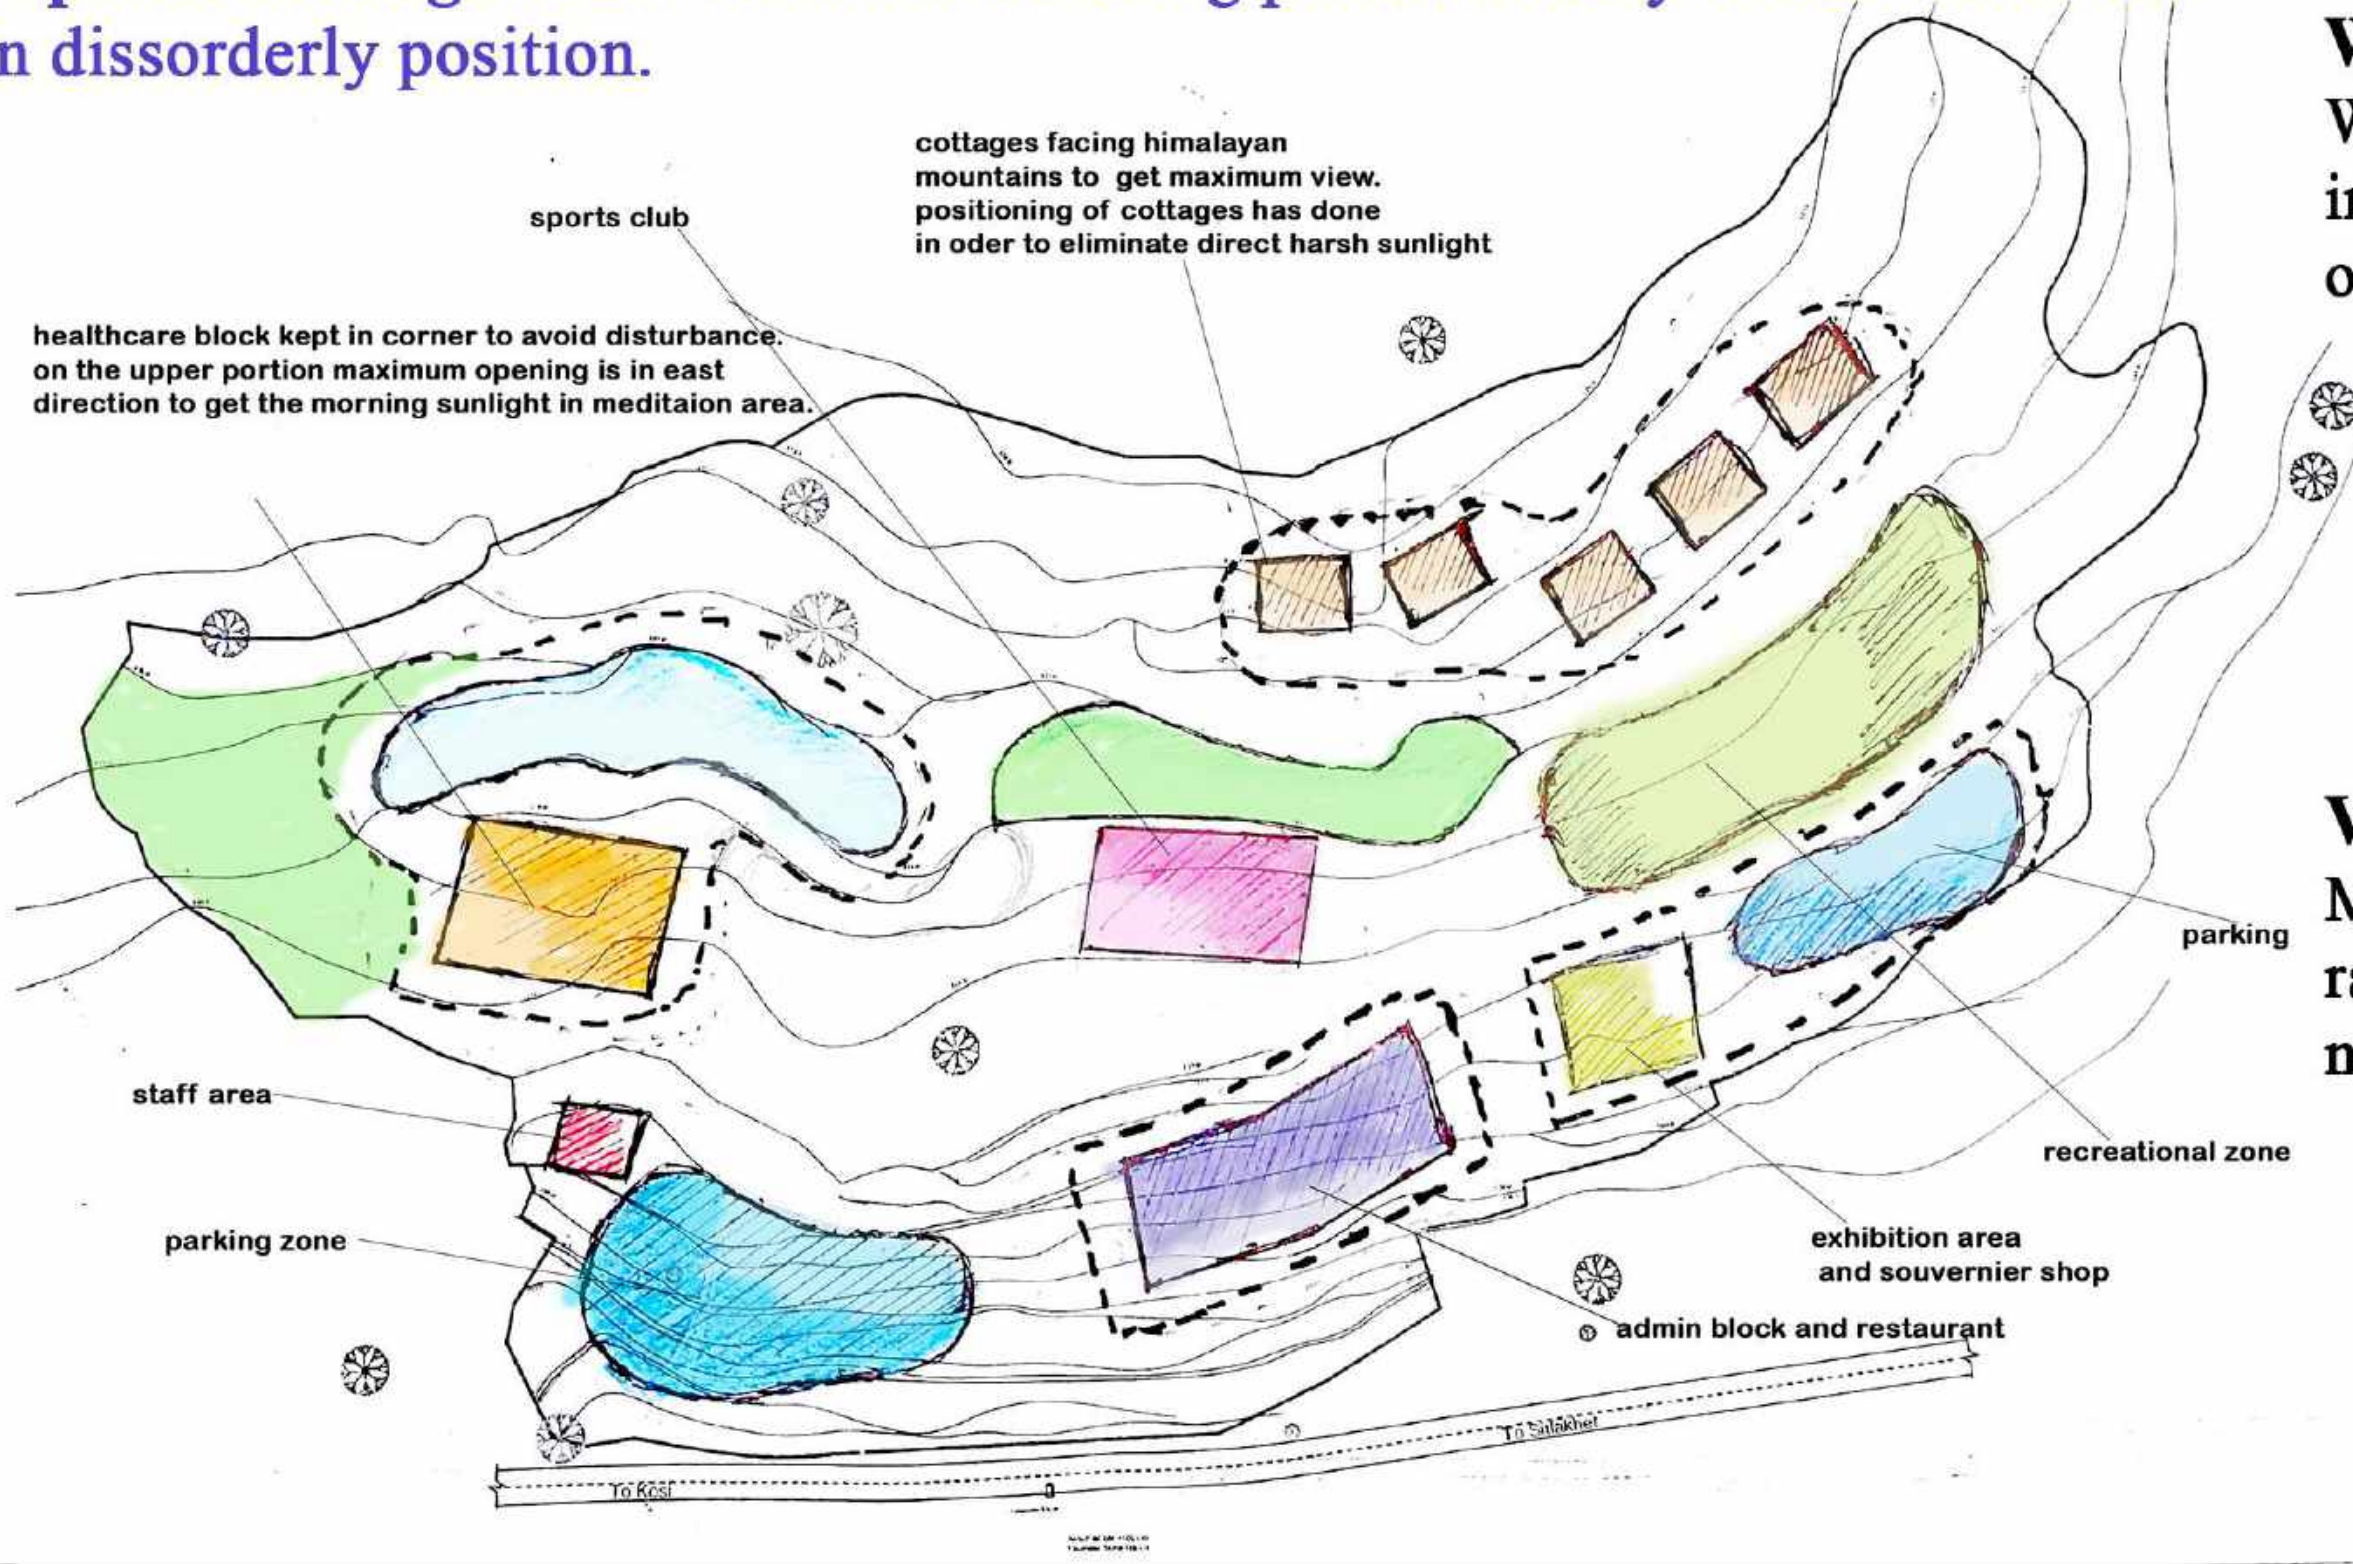 n dissorderly position.
cottages facing himalayan
mountains to get maximum view.
positioning of cottages has done
in oder to eliminate direct harsh sunlight
sports club
healthcare block kept in corner to avoid disturbance.
on the upper portion maximum opening is in east
direction to get the morning sunlight in meditaion area.
parking
staff area
recreational zone
parking zone
exhibition area
and souvernier shop
admin block and restaurant
To Kosi